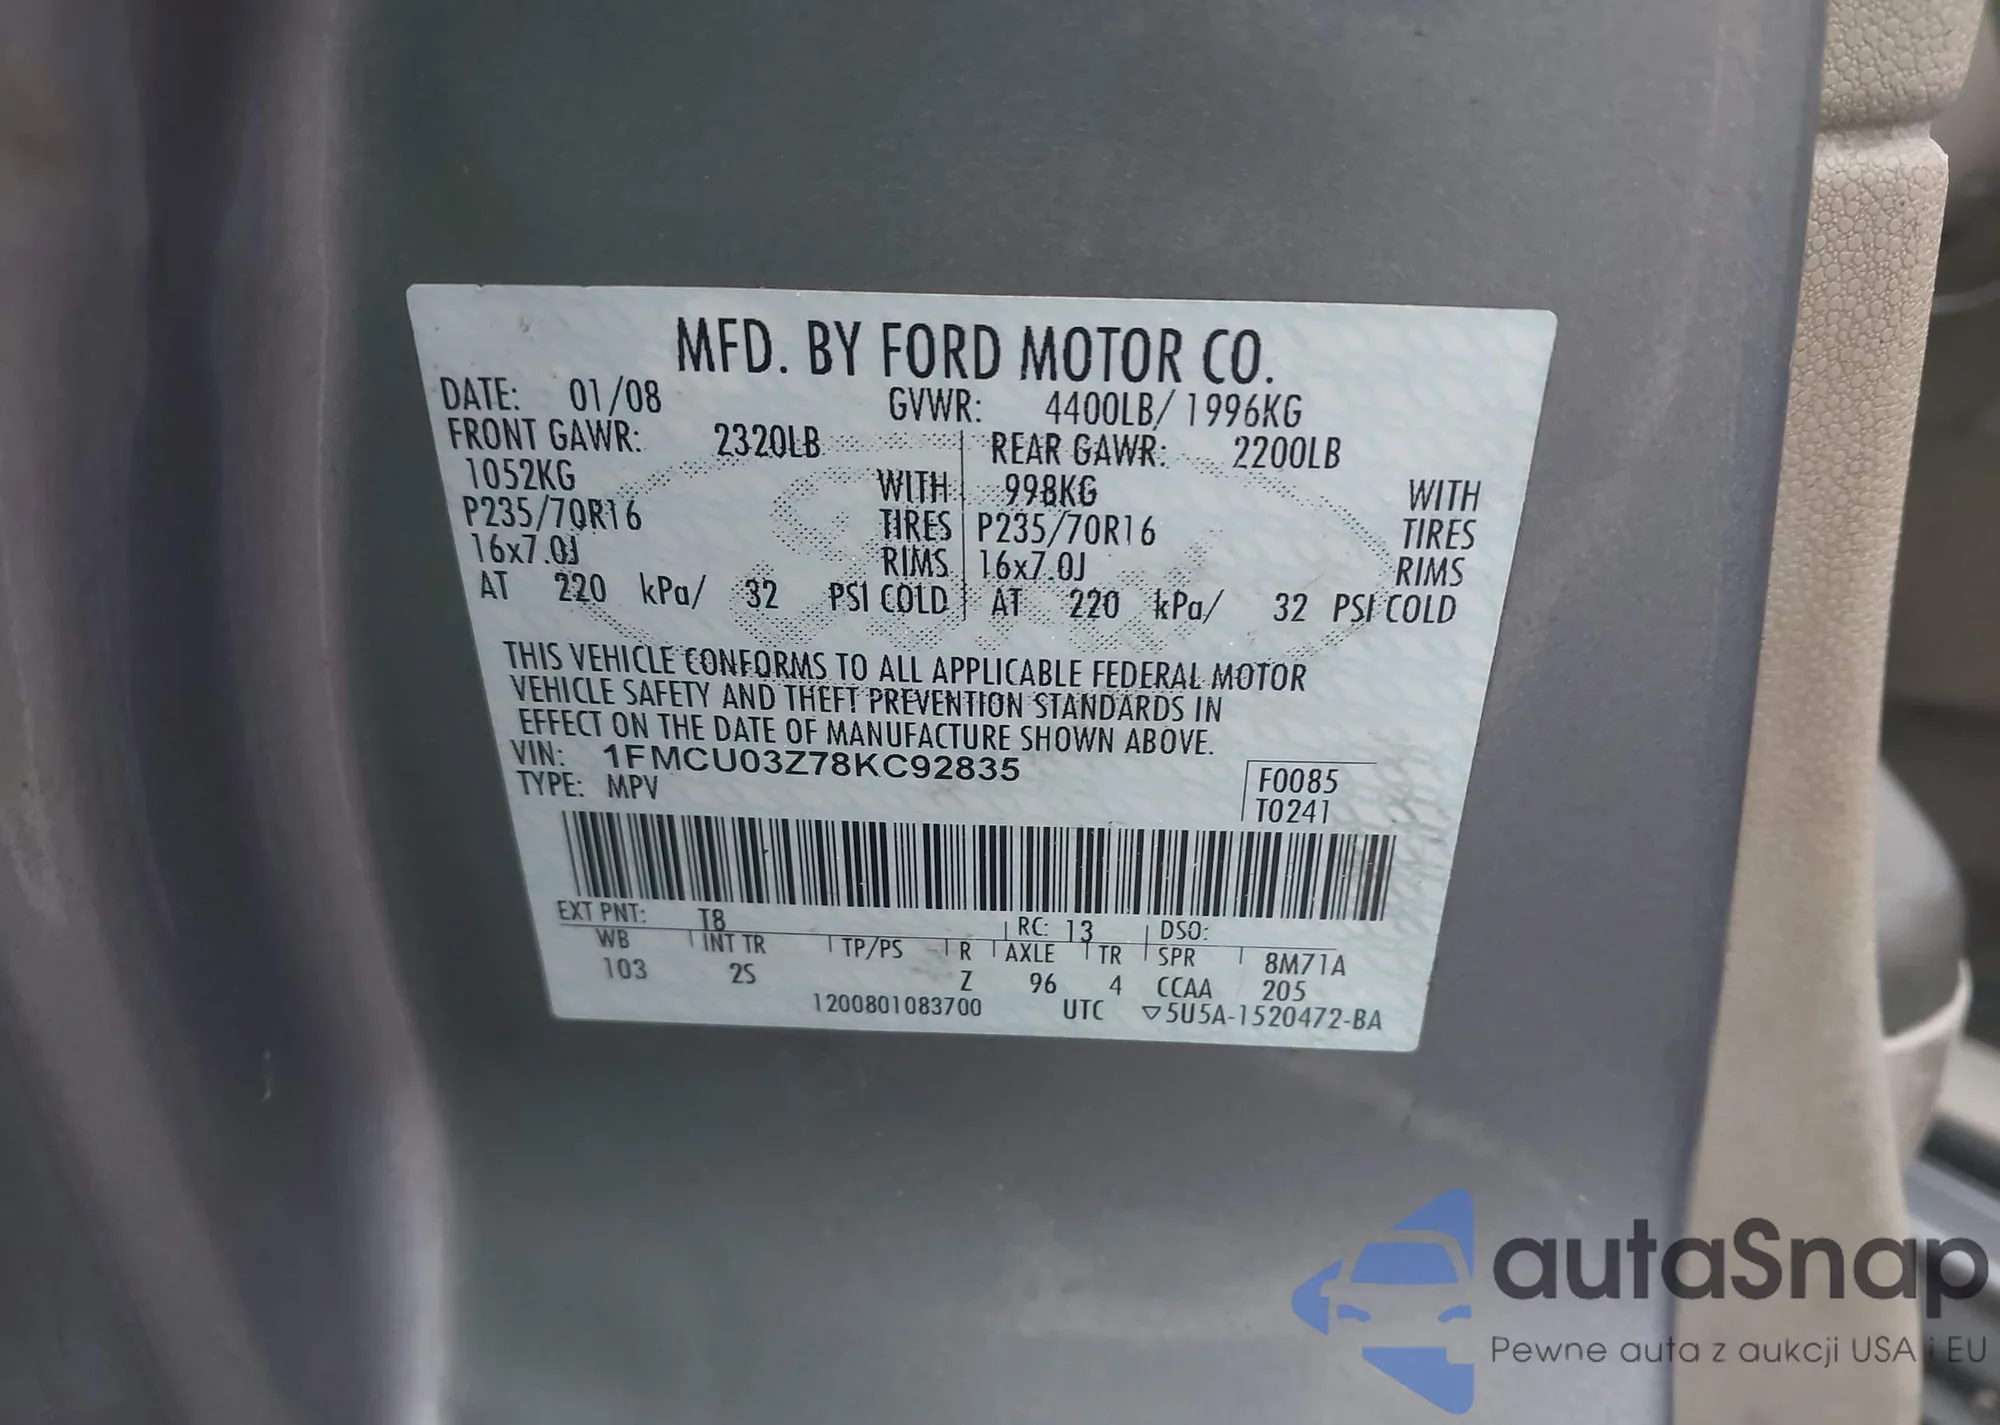 MFD. BY FORD MOTOR CO.
DATE: 01/08 GVWR: 4400LB/ 1996KG
FRONT GAWR: 2320LB REAR GAWR: 2200LB
1052KG WITH 998KG WITH
P235/70R16 TIRES P235/70R16 TIRES
16x7.0J RIMS 16x7.0J RIMS
AT 220 kPa/ 32 PSI COLD AT 220 kPa/ 32 PSI COLD
THIS VEHICLE CONFORMS TO ALL APPLICABLE FEDERAL MOTOR
VEHICLE SAFETY AND THEFT PREVENTION STANDARDS IN
EFFECT ON THE DATE OF MANUFACTURE SHOWN ABOVE.
VIN: 1FMCU03Z78KC92835
TYPE: MPV
F0085
T0241
EXT PNT: T8 RC: 13 DSO:
WB INT TR TP/PS R AXLE TR SPR 8M71A
103 2S Z 96 4 CCAA 205
1200801083700 UTC ▽5U5A-1520472-BA
autaSnap
Pewne auta z aukcji USA i EU